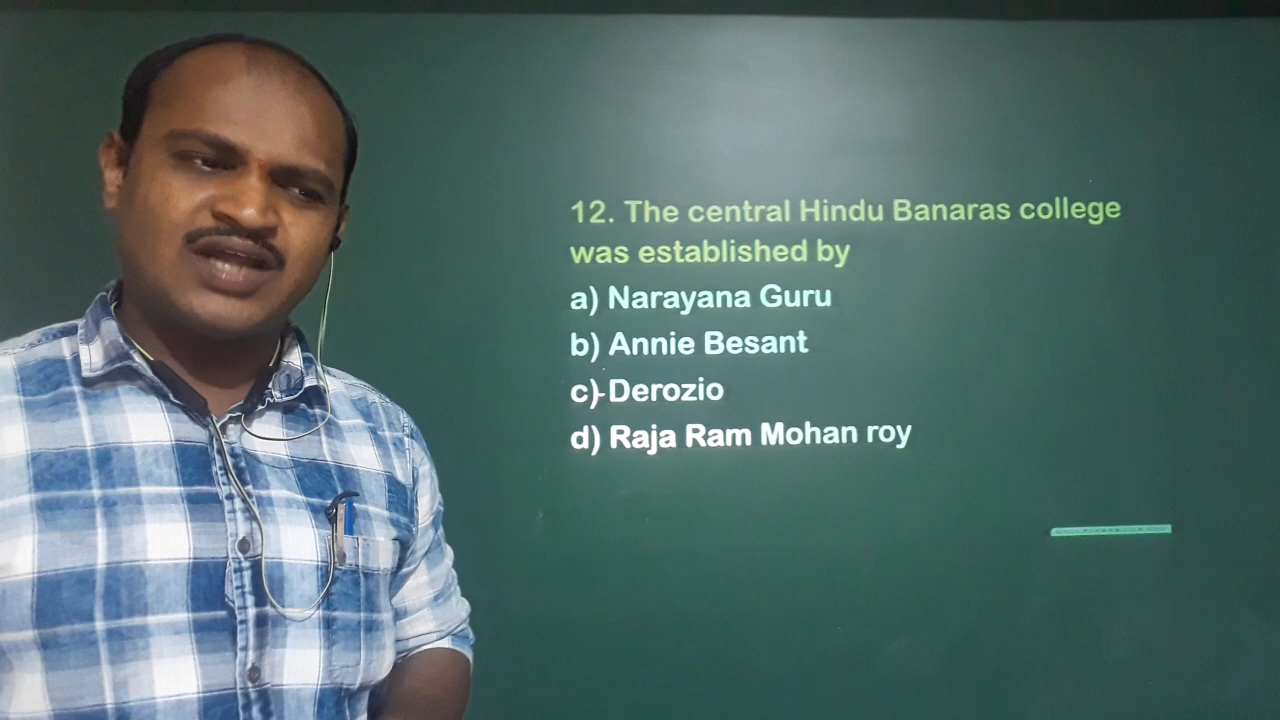 12. The central Hindu Banaras college
was established by
a) Narayana Guru
b) Annie Besant
c) Derozio
d) Raja Ram Mohan roy